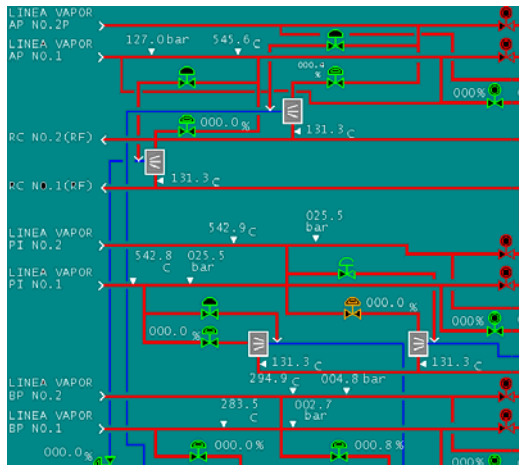 LINEA VAPOR
AP NO.2P
LINEA VAPOR
AP NO.1
127.0 bar
545.6 C
000.4
%
000%
000.0 %
131.3 C
RC NO.2(RF)
131.3 C
RC NO.1(RF)
LINEA VAPOR
PI NO.2
542.9 C
025.5
bar
542.8
C
025.5
bar
LINEA VAPOR
PI NO.1
000.0 %
000%
000.0 %
131.3 C
131.3 C
LINEA VAPOR
BP NO.2
294.9 C
004.8 bar
283.5
C
002.7
bar
LINEA VAPOR
BP NO.1
000.0%
000.0%
000.8%